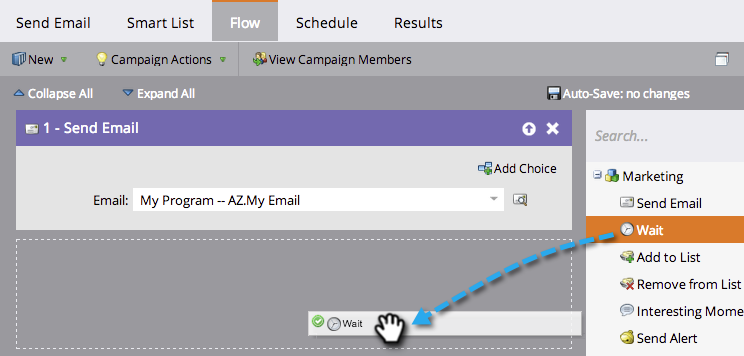 Send Email Smart List Flow Schedule Results
New Campaign Actions View Campaign Members
Collapse All Expand All Auto-Save: no changes
1 - Send Email
Search...
Add Choice
Marketing
Email: My Program -- AZ.My Email
Send Email
Wait
Add to List
Remove from List
Interesting Mome
Wait
Send Alert